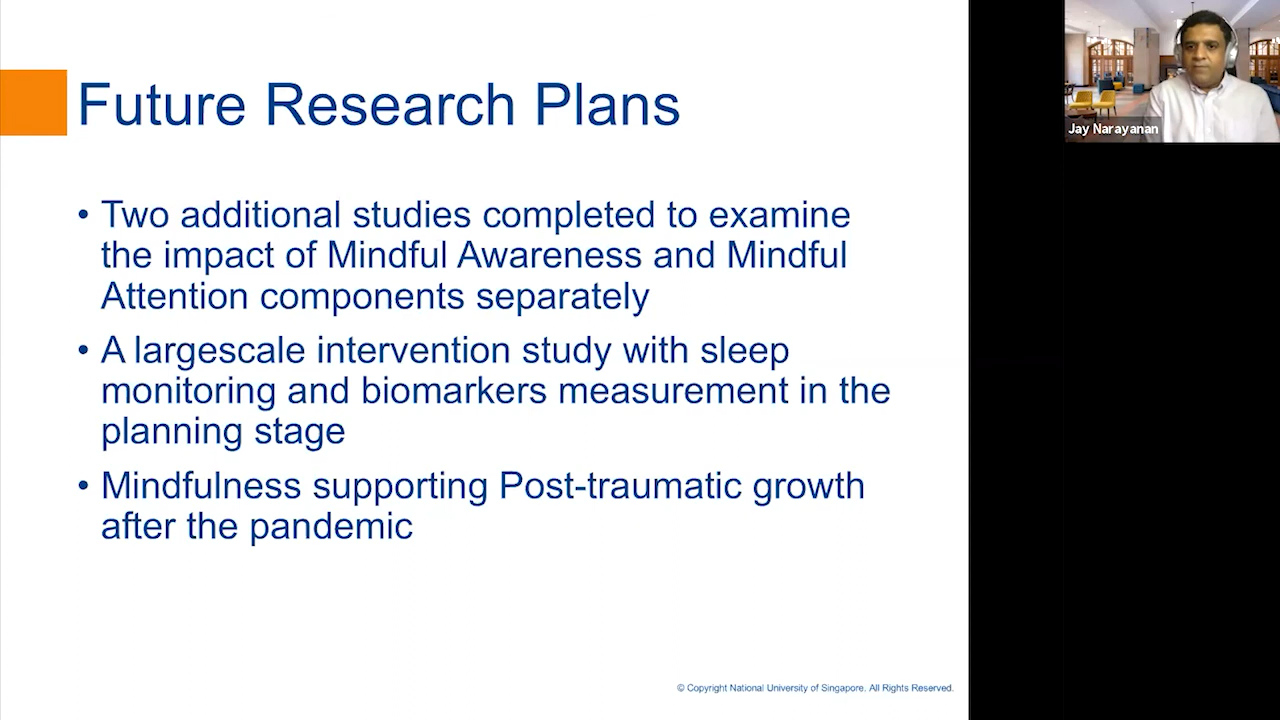 Future Research Plans
• Two additional studies completed to examine
the impact of Mindful Awareness and Mindful
Attention components separately
• A largescale intervention study with sleep
monitoring and biomarkers measurement in the
planning stage
• Mindfulness supporting Post-traumatic growth
after the pandemic
© Copyright National University of Singapore. All Rights Reserved.
Jay Narayanan